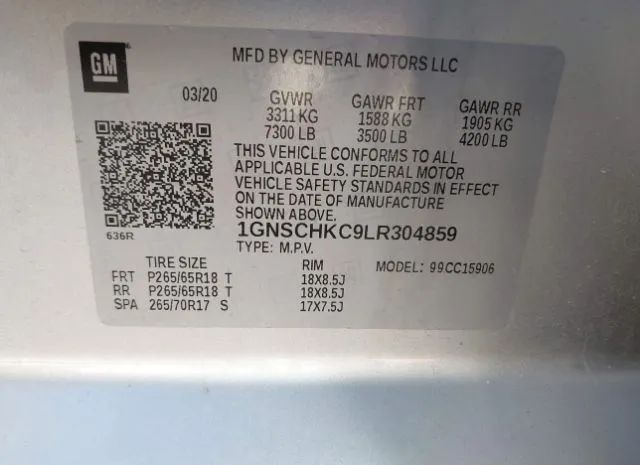 GM
MFD BY GENERAL MOTORS LLC
03/20
GVWR GAWR FRT GAWR RR
3311 KG 1588 KG 1905 KG
7300 LB 3500 LB 4200 LB
THIS VEHICLE CONFORMS TO ALL
APPLICABLE U.S. FEDERAL MOTOR
VEHICLE SAFETY STANDARDS IN EFFECT
ON THE DATE OF MANUFACTURE
SHOWN ABOVE.
636R
1GNSCHKC9LR304859
TYPE: M.P.V.
TIRE SIZE RIM MODEL: 99CC15906
FRT P265/65R18 T 18X8.5J
RR P265/65R18 T 18X8.5J
SPA 265/70R17 S 17X7.5J